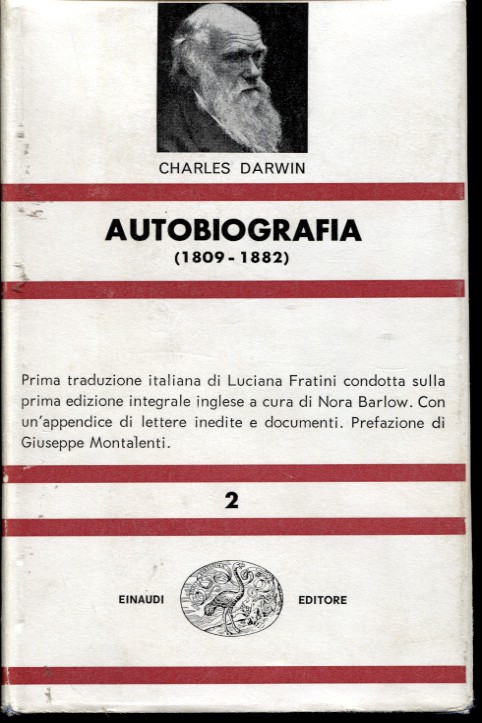 CHARLES DARWIN
AUTOBIOGRAFIA
(1809-1882)
Prima traduzione italiana di Luciana Fratini condotta sulla
prima edizione integrale inglese a cura di Nora Barlow. Con
un'appendice di lettere inedite e documenti. Prefazione di
Giuseppe Montalenti.
2
EINAUDI EDITORE